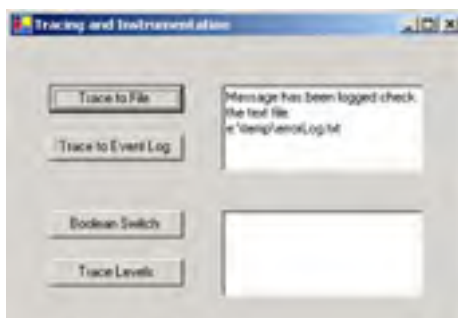 Tracing and Instrumentation
Trace to File
Message has been logged check
the text file
e:\temp\errorLog.txt
Trace to Event Log
Boolean Switch
Trace Levels